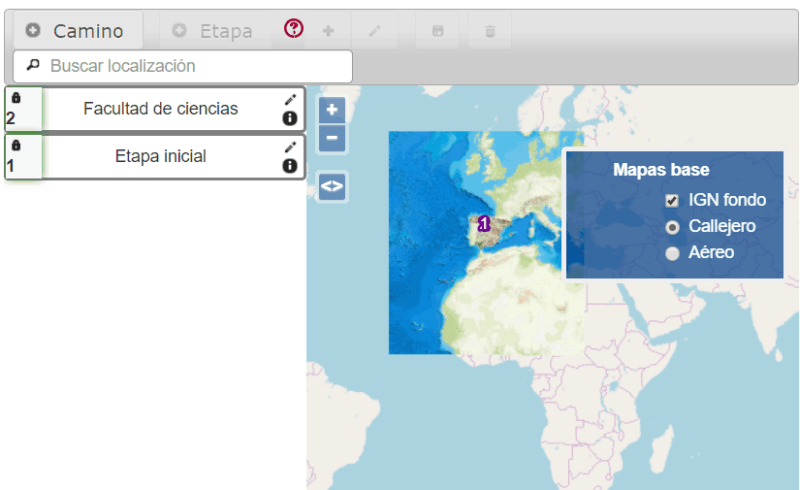 Camino
Etapa
Buscar localización
2
Facultad de ciencias
1
Etapa inicial
Mapas base
IGN fondo
Callejero
Aéreo
1